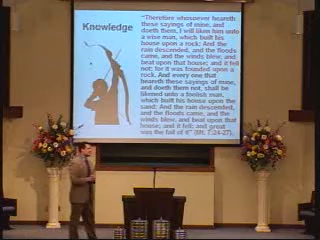 Knowledge
"Therefore whosoever heareth
these sayings of mine, and
doeth them, I will liken him unto
a wise man, which built his
house upon a rock: And the
rain descended, and the floods
came, and the winds blew, and
beat upon that house; and it fell
not: for it was founded upon a
rock. And every one that
heareth these sayings of mine,
and doeth them not, shall be
likened unto a foolish man,
which built his house upon the
sand: And the rain descended,
and the floods came, and the
winds blew, and beat upon that
house; and it fell: and great
was the fall of it" (Mt. 7:24-27).